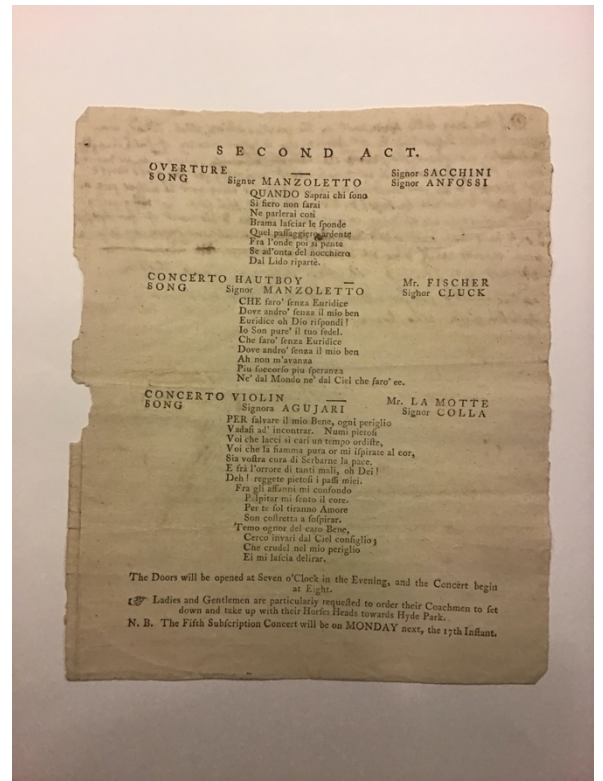 SECOND ACT.
OVERTURE — Signor SACCHINI
SONG Signor MANZOLETTO Signor ANFOSSI
QUANDO Saprai chi ſono
Si fiero non ſarai
Ne parlerai coti
Brama laſciar le ſponde
Quel paſſaggiero ardente
Fra l'onde poi si pente
Se ad'onta del nocchiero
Dal Lido ripartè.
CONCERTO HAUTBOY — Mr. FISCHER
SONG Signor MANZOLETTO Signor CLUCK
CHE faro' ſenza Euridice
Dove andro' ſenza il mio ben
Euridice oh Dio riſpondi!
Io Son pure' il tuo fedel.
Che faro' ſenza Euridice
Dove andro' ſenza il mio ben
Ah non m'avanza
Piu ſoccorſo piu ſperanza
Ne' dal Mondo ne' dal Ciel che faro' ee.
CONCERTO VIOLIN — Mr. LA MOTTE
SONG Signora AGUJARI Signor COLLA
PER ſalvare il mio Bene, ogni periglio
Vadaſi ad' incontrar. Numi pietoſi
Voi che lacci si cari un tempo ordiſte,
Voi che la fiamma pura or mi iſpirate al cor,
Sia voſtra cura di Serbarne la pace.
E frá l'orrore di tanti mali, oh Dei!
Deh! reggete pietoſi i paſſi miei.
Fra gli affanni mi confondo
Palpitar mi ſento il core.
Per te ſol tiranno Amore
Son coſtretta a ſoſpirar.
Temo ognor del caro Bene,
Cerco invari dal Ciel conſiglio;
Che crudel nel mio periglio
Ei mi laſcia delirar.
The Doors will be opened at Seven o'Clock in the Evening, and the Concert begin
at Eight.
☞ Ladies and Gentlemen are particularly requeſted to order their Coachmen to ſet
down and take up with their Horſes Heads towards Hyde Park.
N. B. The Fifth Subſcription Concert will be on MONDAY next, the 17th Inſtant.